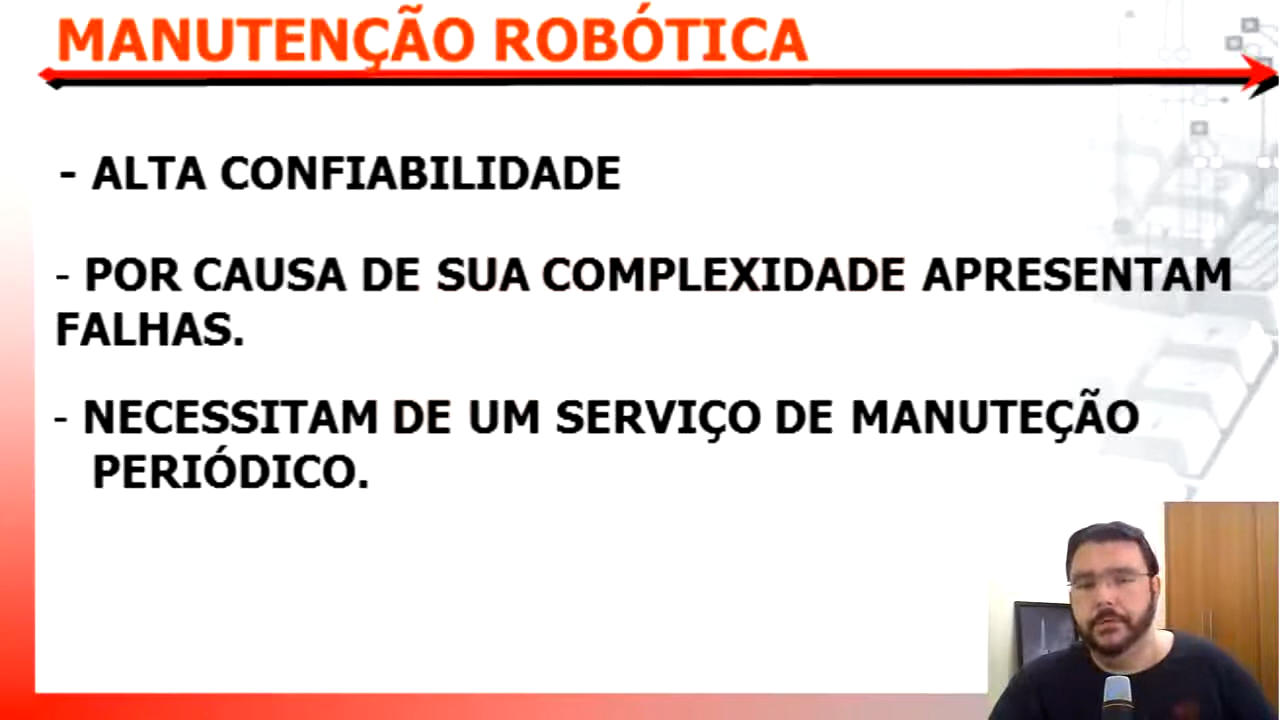 MANUTENÇÃO ROBÓTICA
- ALTA CONFIABILIDADE
- POR CAUSA DE SUA COMPLEXIDADE APRESENTAM
FALHAS.
- NECESSITAM DE UM SERVIÇO DE MANUTEÇÃO
PERIÓDICO.